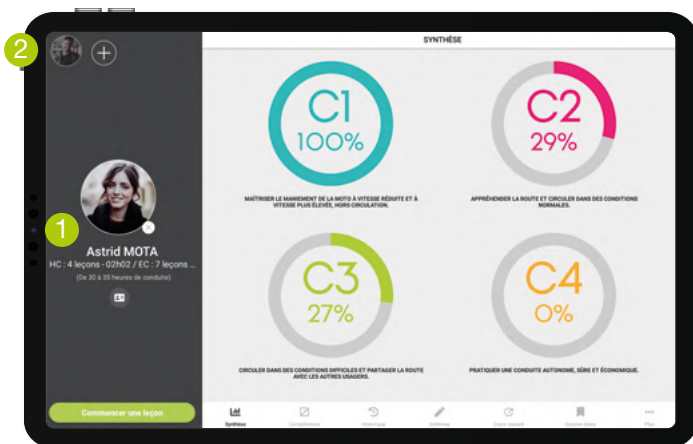 2
SYNTHÈSE
C1
100%
MAÎTRISER LE MANIEMENT DE LA MOTO À VITESSE RÉDUITE ET À
VITESSE PLUS ÉLEVÉE, HORS CIRCULATION.
C2
29%
APPRÉHENDER LA ROUTE ET CIRCULER DANS DES CONDITIONS
NORMALES.
1
Astrid MOTA
HC : 4 leçons - 02h02 / EC : 7 leçons ...
(De 30 à 35 heures de conduite)
C3
27%
CIRCULER DANS DES CONDITIONS DIFFICILES ET PARTAGER LA ROUTE
AVEC LES AUTRES USAGERS.
C4
0%
PRATIQUER UNE CONDUITE AUTONOME, SÛRE ET ÉCONOMIQUE.
Commencer une leçon
Synthèse
Compétences
Historique
Plus